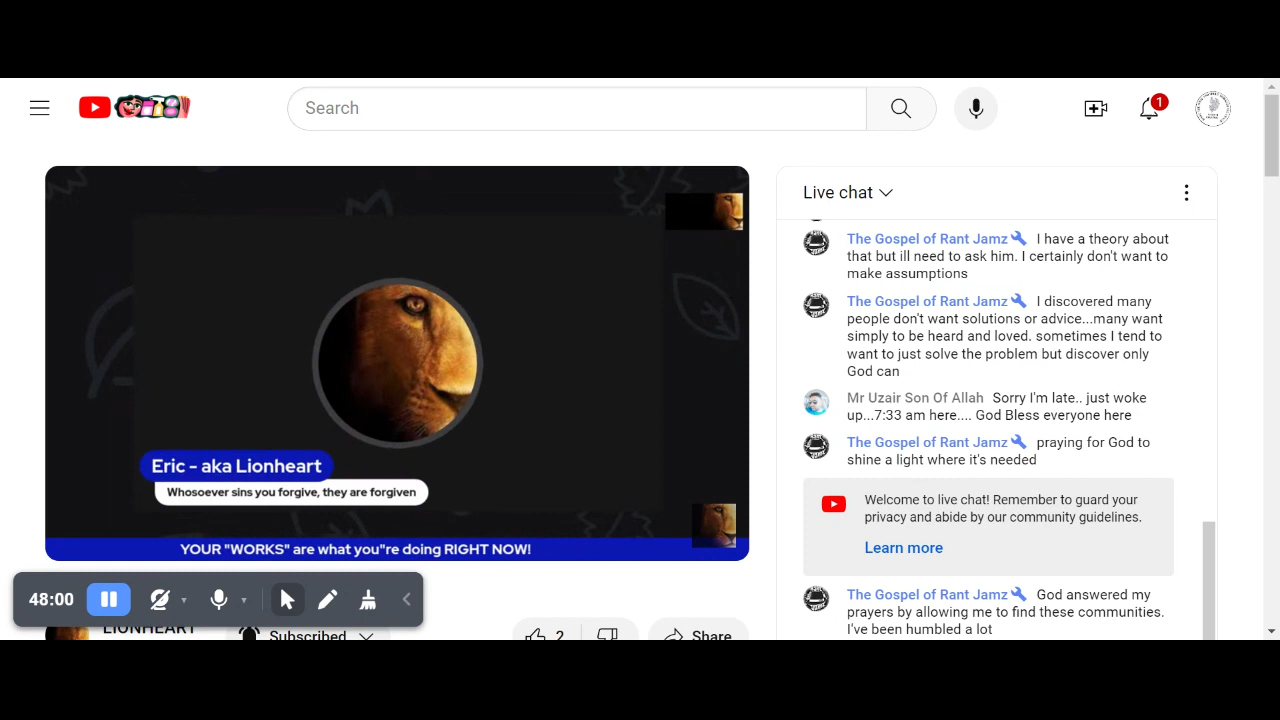 Search
1
Live chat
The Gospel of Rant Jamz I have a theory about
that but ill need to ask him. I certainly don't want to
make assumptions
The Gospel of Rant Jamz I discovered many
people don't want solutions or advice...many want
simply to be heard and loved. sometimes I tend to
want to just solve the problem but discover only
God can
Mr Uzair Son Of Allah Sorry I'm late.. just woke
up...7:33 am here.... God Bless everyone here
The Gospel of Rant Jamz praying for God to
shine a light where it's needed
Welcome to live chat! Remember to guard your
privacy and abide by our community guidelines.
Learn more
The Gospel of Rant Jamz God answered my
prayers by allowing me to find these communities.
I've been humbled a lot
Eric - aka Lionheart
Whosoever sins you forgive, they are forgiven
YOUR "WORKS" are what you"re doing RIGHT NOW!
48:00
LIONHEART
Subscribed
2
Share